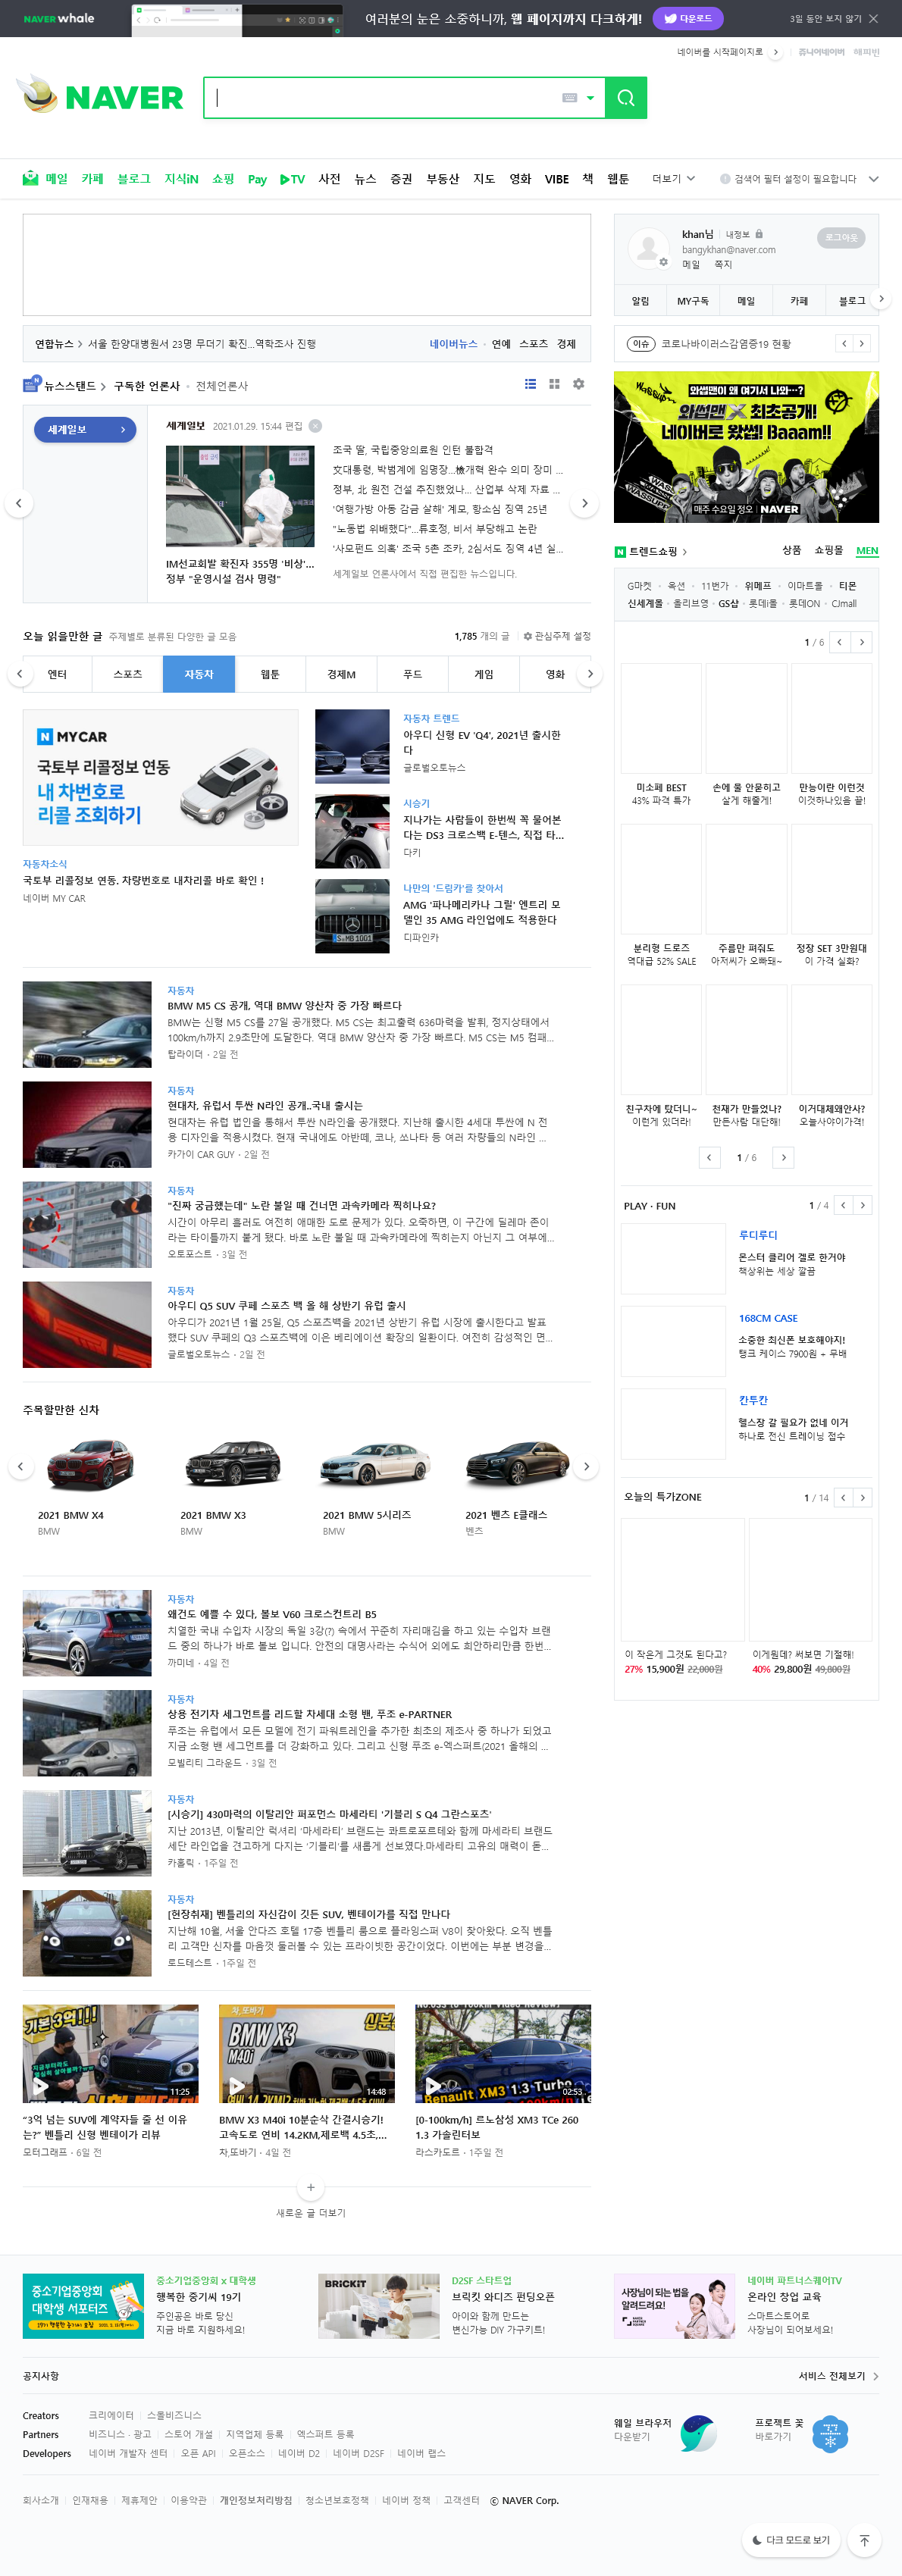 NAVER whale
여러분의 눈은 소중하니까, 웹 페이지까지 다크하게!
다운로드
3일 동안 보지 않기
네이버를 시작페이지로
쥬니어네이버 해피빈
NAVER
메일 카페 블로그 지식iN 쇼핑 Pay TV 사전 뉴스 증권 부동산 지도 영화 VIBE 책 웹툰 더보기
검색어 필터 설정이 필요합니다
khan님 내정보
로그아웃
bangykhan@naver.com
메일 쪽지
알림 MY구독 메일 카페 블로그
연합뉴스 서울 한양대병원서 23명 무더기 확진...역학조사 진행
네이버뉴스 연예 스포츠 경제
이슈 코로나바이러스감염증19 현황
뉴스스탠드 구독한 언론사 전체언론사
세계일보
세계일보 2021.01.29. 15:44 편집
IM선교회발 확진자 355명 '비상'...
정부 "운영시설 검사 명령"
조국 딸, 국립중앙의료원 인턴 불합격
文대통령, 박범계에 임명장...檢개혁 완수 의미 장미 ...
정부, 北 원전 건설 추진했었나... 산업부 삭제 자료 ...
'여행가방 아동 감금 살해' 계모, 항소심 징역 25년
"노동법 위배했다"...류호정, 비서 부당해고 논란
'사모펀드 의혹' 조국 5촌 조카, 2심서도 징역 4년 실...
세계일보 언론사에서 직접 편집한 뉴스입니다.
와썹맨이 왜 여기서 나와...?
와썹맨X 최초공개!
네이버로 왔썹! Baaam!!
매주 수요일 정오 NAVER
트렌드쇼핑
상품 쇼핑몰 MEN
G마켓 옥션 11번가 위메프 이마트몰 티몬
신세계몰 올리브영 GS샵 롯데i몰 롯데ON CJmall
1 / 6
미소페 BEST
43% 파격 특가
손에 물 안묻히고
살게 해줄게!
만능이란 이런것
이것하나있음 끝!
분리형 드로즈
역대급 52% SALE
주름만 펴줘도
아저씨가 오빠돼~
정장 SET 3만원대
이 가격 실화?
친구차에 탔더니~
이런게 있더라!
천재가 만들었나?
만든사람 대단해!
이거대체왜안사?
오늘사야이가격!
1 / 6
PLAY · FUN
1 / 4
루디루디
몬스터 클리어 겔로 한거야
책상위는 세상 깔끔
168CM CASE
소중한 최신폰 보호해야지!
탱크 케이스 7900원 + 무배
칸투칸
헬스장 갈 필요가 없네 이거
하나로 전신 트레이닝 접수
오늘의 특가ZONE
1 / 14
이 작은게 그것도 된다고?
27% 15,900원 22,000원
이게뭔데? 써보면 기절해!
40% 29,800원 49,800원
오늘 읽을만한 글 주제별로 분류된 다양한 글 모음
1,785 개의 글 관심주제 설정
엔터 스포츠 자동차 웹툰 경제M 푸드 게임 영화
N MYCAR
국토부 리콜정보 연동
내 차번호로
리콜 조회하기
자동차소식
국토부 리콜정보 연동. 차량번호로 내차리콜 바로 확인 !
네이버 MY CAR
자동차 트렌드
아우디 신형 EV 'Q4', 2021년 출시한
다
글로벌오토뉴스
시승기
지나가는 사람들이 한번씩 꼭 물어본
다는 DS3 크로스백 E-텐스, 직접 타...
다키
나만의 '드림카'를 찾아서
AMG '파나메리카나 그릴' 엔트리 모
델인 35 AMG 라인업에도 적용한다
디파인카
S·MB 1001
자동차
BMW M5 CS 공개, 역대 BMW 양산차 중 가장 빠르다
BMW는 신형 M5 CS를 27일 공개했다. M5 CS는 최고출력 636마력을 발휘, 정지상태에서
100km/h까지 2.9초만에 도달한다. 역대 BMW 양산차 중 가장 빠르다. M5 CS는 M5 컴패...
탑라이더 · 2일 전
자동차
현대차, 유럽서 투싼 N라인 공개..국내 출시는
현대차는 유럽 법인을 통해서 투싼 N라인을 공개했다. 지난해 출시한 4세대 투싼에 N 전
용 디자인을 적용시켰다. 현재 국내에도 아반떼, 코나, 쏘나타 등 여러 차량들의 N라인 ...
카가이 CAR GUY · 2일 전
자동차
"진짜 궁금했는데" 노란 불일 때 건너면 과속카메라 찍히나요?
시간이 아무리 흘러도 여전히 애매한 도로 문제가 있다. 오죽하면, 이 구간에 딜레마 존이
라는 타이틀까지 붙게 됐다. 바로 노란 불일 때 과속카메라에 찍히는지 아닌지 그 여부에...
오토포스트 · 3일 전
자동차
아우디 Q5 SUV 쿠페 스포츠 백 올 해 상반기 유럽 출시
아우디가 2021년 1월 25일, Q5 스포츠백을 2021년 상반기 유럽 시장에 출시한다고 발표
했다 SUV 쿠페의 Q3 스포츠백에 이은 베리에이션 확장의 일환이다. 여전히 감성적인 면...
글로벌오토뉴스 · 2일 전
주목할만한 신차
2021 BMW X4
BMW
2021 BMW X3
BMW
2021 BMW 5시리즈
BMW
2021 벤츠 E클래스
벤츠
자동차
왜건도 예쁠 수 있다, 볼보 V60 크로스컨트리 B5
치열한 국내 수입차 시장의 독일 3강(?) 속에서 꾸준히 자리매김을 하고 있는 수입차 브랜
드 중의 하나가 바로 볼보 입니다. 안전의 대명사라는 수식어 외에도 희안하리만큼 한번...
까미네 · 4일 전
자동차
상용 전기차 세그먼트를 리드할 차세대 소형 밴, 푸조 e-PARTNER
푸조는 유럽에서 모든 모델에 전기 파워트레인을 추가한 최초의 제조사 중 하나가 되었고
지금 소형 밴 세그먼트를 더 강화하고 있다. 그리고 신형 푸조 e-엑스퍼트(2021 올해의 ...
모빌리티 그라운드 · 3일 전
자동차
[시승기] 430마력의 이탈리안 퍼포먼스 마세라티 '기블리 S Q4 그란스포츠'
지난 2013년, 이탈리안 럭셔리 '마세라티' 브랜드는 콰트로포르테와 함께 마세라티 브랜드
세단 라인업을 견고하게 다지는 '기블리'를 새롭게 선보였다.마세라티 고유의 매력이 돋...
카홀릭 · 1주일 전
자동차
[현장취재] 벤틀리의 자신감이 깃든 SUV, 벤테이가를 직접 만나다
지난해 10월, 서울 안다즈 호텔 17층 벤틀리 룸으로 플라잉스퍼 V8이 찾아왔다. 오직 벤틀
리 고객만 신차를 마음껏 둘러볼 수 있는 프라이빗한 공간이었다. 이번에는 부분 변경을...
로드테스트 · 1주일 전
기본 3억!!!
11:25
차,또바기
BMW X3
M40i
14:48
Renault XM3 1.3 Turbo
02:53
"3억 넘는 SUV에 계약자들 줄 선 이유
는?" 벤틀리 신형 벤테이가 리뷰
모터그래프 · 6일 전
BMW X3 M40i 10분순삭 간결시승기!
고속도로 연비 14.2KM,제로백 4.5초,...
차,또바기 · 4일 전
[0-100km/h] 르노삼성 XM3 TCe 260
1.3 가솔린터보
라스카도르 · 1주일 전
새로운 글 더보기
중소기업중앙회
대학생 서포터즈
중소기업중앙회 x 대학생
행복한 중기씨 19기
주인공은 바로 당신
지금 바로 지원하세요!
BRICKIT
D2SF 스타트업
브릭킷 와디즈 펀딩오픈
아이와 함께 만드는
변신가능 DIY 가구키트!
사장님이 되는 법을
알려드려요!
네이버 파트너스퀘어TV
온라인 창업 교육
스마트스토어로
사장님이 되어보세요!
공지사항
서비스 전체보기
Creators 크리에이터 스몰비즈니스
Partners 비즈니스 · 광고 스토어 개설 지역업체 등록 엑스퍼트 등록
Developers 네이버 개발자 센터 오픈 API 오픈소스 네이버 D2 네이버 D2SF 네이버 랩스
웨일 브라우저
다운받기
프로젝트 꽃
바로가기
회사소개 인재채용 제휴제안 이용약관 개인정보처리방침 청소년보호정책 네이버 정책 고객센터 ⓒ NAVER Corp.
다크 모드로 보기